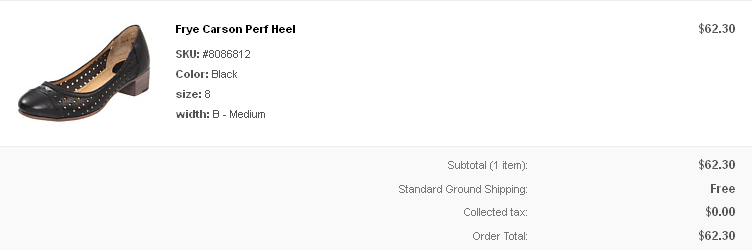 Frye Carson Perf Heel $62.30
SKU: #8086812
Color: Black
size: 8
width: B - Medium
Subtotal (1 item): $62.30
Standard Ground Shipping: Free
Collected tax: $0.00
Order Total: $62.30